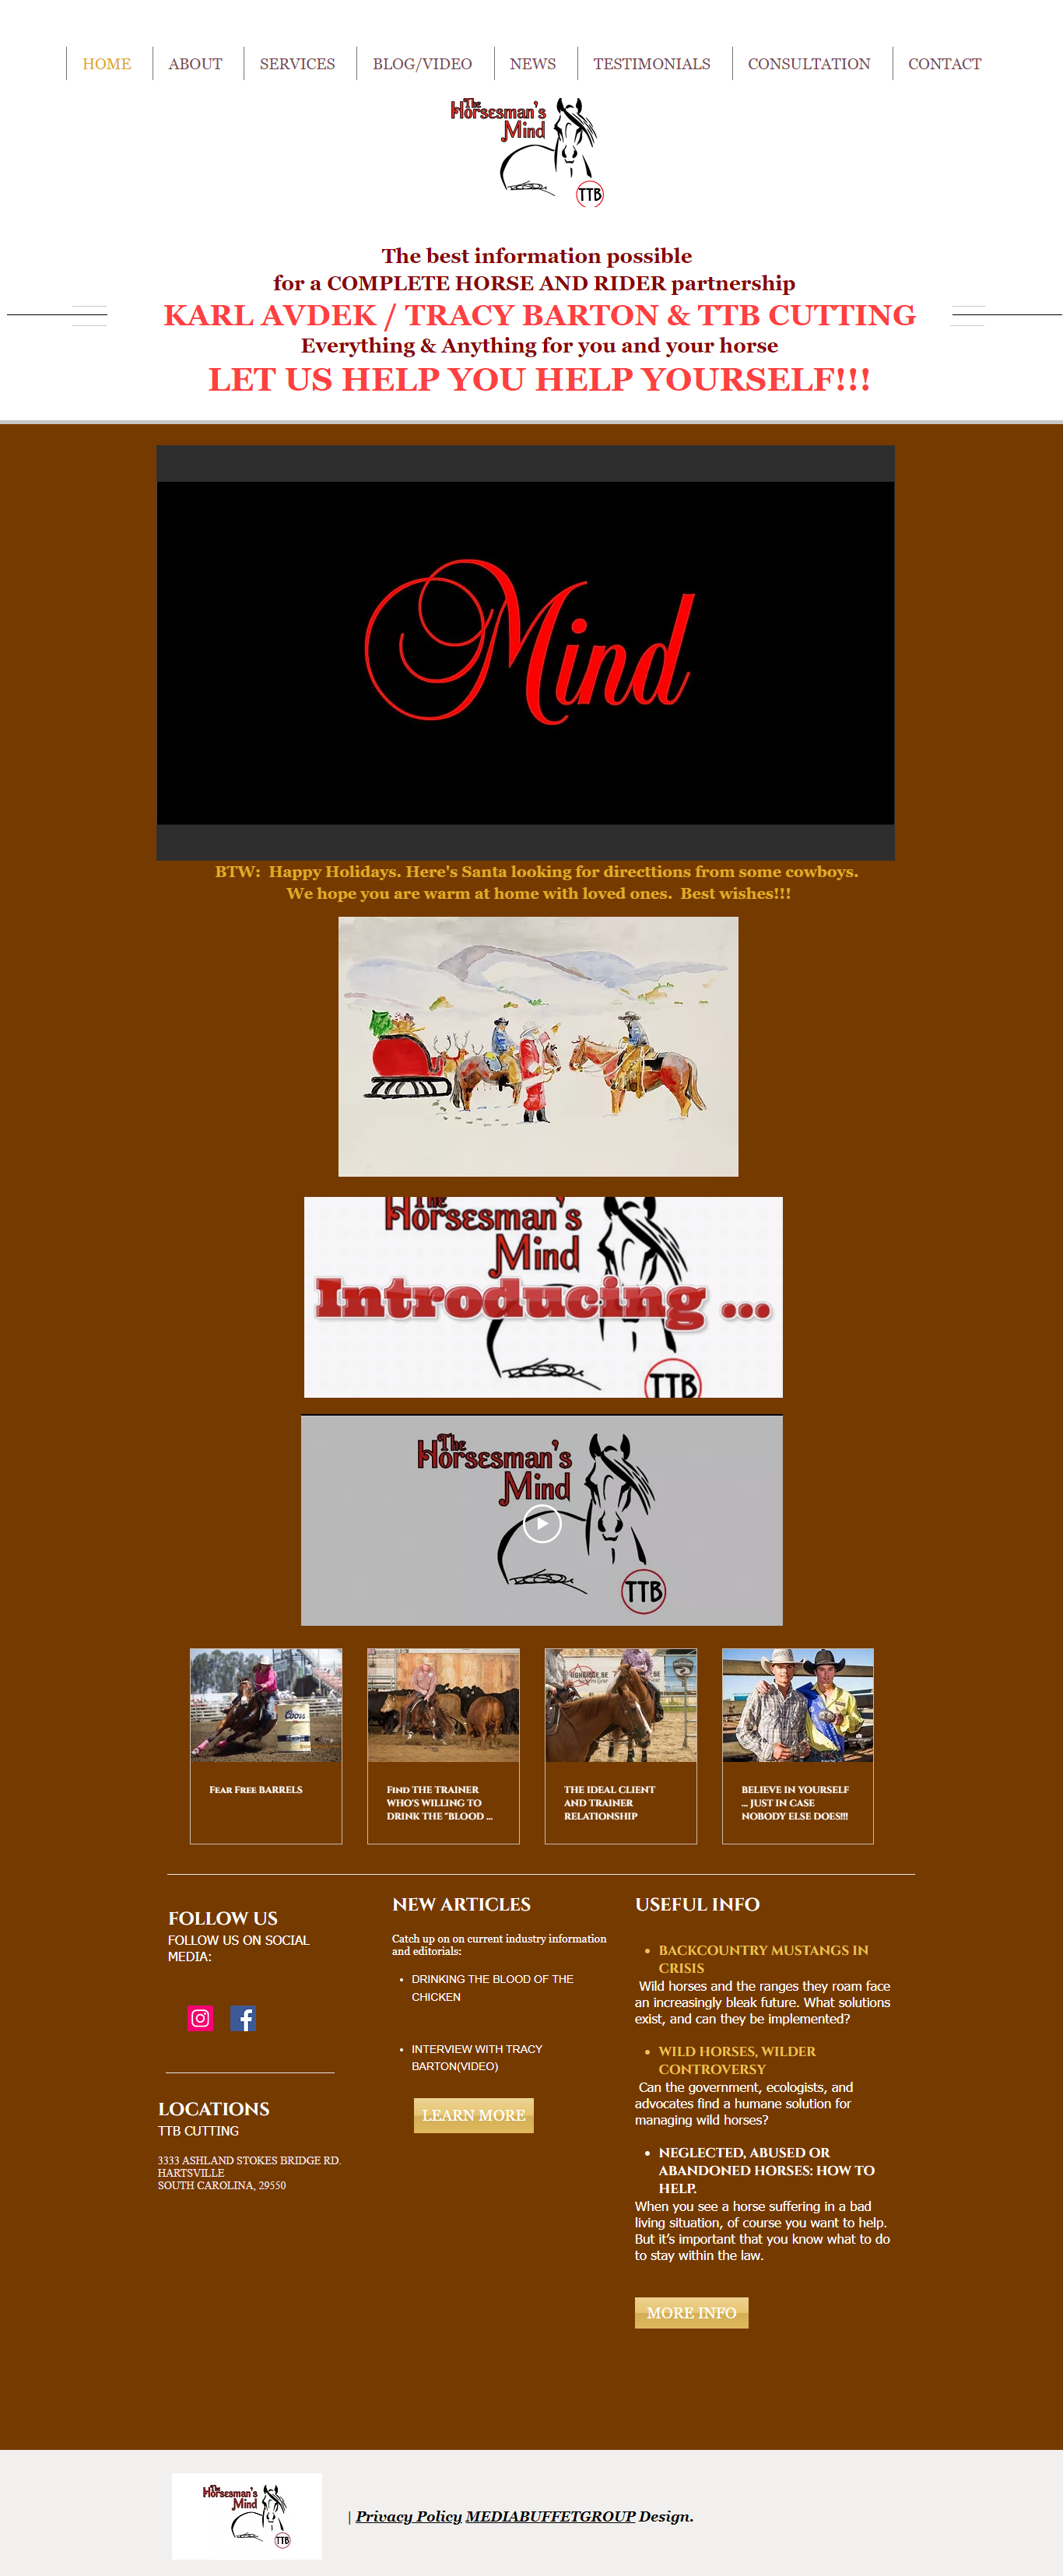 HOME
ABOUT
SERVICES
BLOG/VIDEO
NEWS
TESTIMONIALS
CONSULTATION
CONTACT
The
Horsɛsman's
Mind
TTB
The best information possible
for a COMPLETE HORSE AND RIDER partnership
KARL AVDEK / TRACY BARTON & TTB CUTTING
Everything & Anything for you and your horse
LET US HELP YOU HELP YOURSELF!!!
Mind
BTW:  Happy Holidays. Here's Santa looking for directtions from some cowboys.
We hope you are warm at home with loved ones.  Best wishes!!!
The
Horsɛsman's
Mind
Introducing ...
TTB
The
Horsɛsman's
Mind
TTB
Coors
Fear Free BARRELS
Find THE TRAINER
WHO'S WILLING TO
DRINK THE "BLOOD ...
THE IDEAL CLIENT
AND TRAINER
RELATIONSHIP
BELIEVE IN YOURSELF
... JUST IN CASE
NOBODY ELSE DOES!!!
FOLLOW US
FOLLOW US ON SOCIAL
MEDIA:
LOCATIONS
TTB CUTTING
3333 ASHLAND STOKES BRIDGE RD.
HARTSVILLE
SOUTH CAROLINA, 29550
NEW ARTICLES
Catch up on on current industry information
and editorials:
• DRINKING THE BLOOD OF THE
CHICKEN
• INTERVIEW WITH TRACY
BARTON(VIDEO)
LEARN MORE
USEFUL INFO
• BACKCOUNTRY MUSTANGS IN
CRISIS
Wild horses and the ranges they roam face
an increasingly bleak future. What solutions
exist, and can they be implemented?
• WILD HORSES, WILDER
CONTROVERSY
Can the government, ecologists, and
advocates find a humane solution for
managing wild horses?
• NEGLECTED, ABUSED OR
ABANDONED HORSES: HOW TO
HELP.
When you see a horse suffering in a bad
living situation, of course you want to help.
But it’s important that you know what to do
to stay within the law.
MORE INFO
The
Horsɛsman's
Mind
TTB
| Privacy Policy MEDIABUFFETGROUP Design.